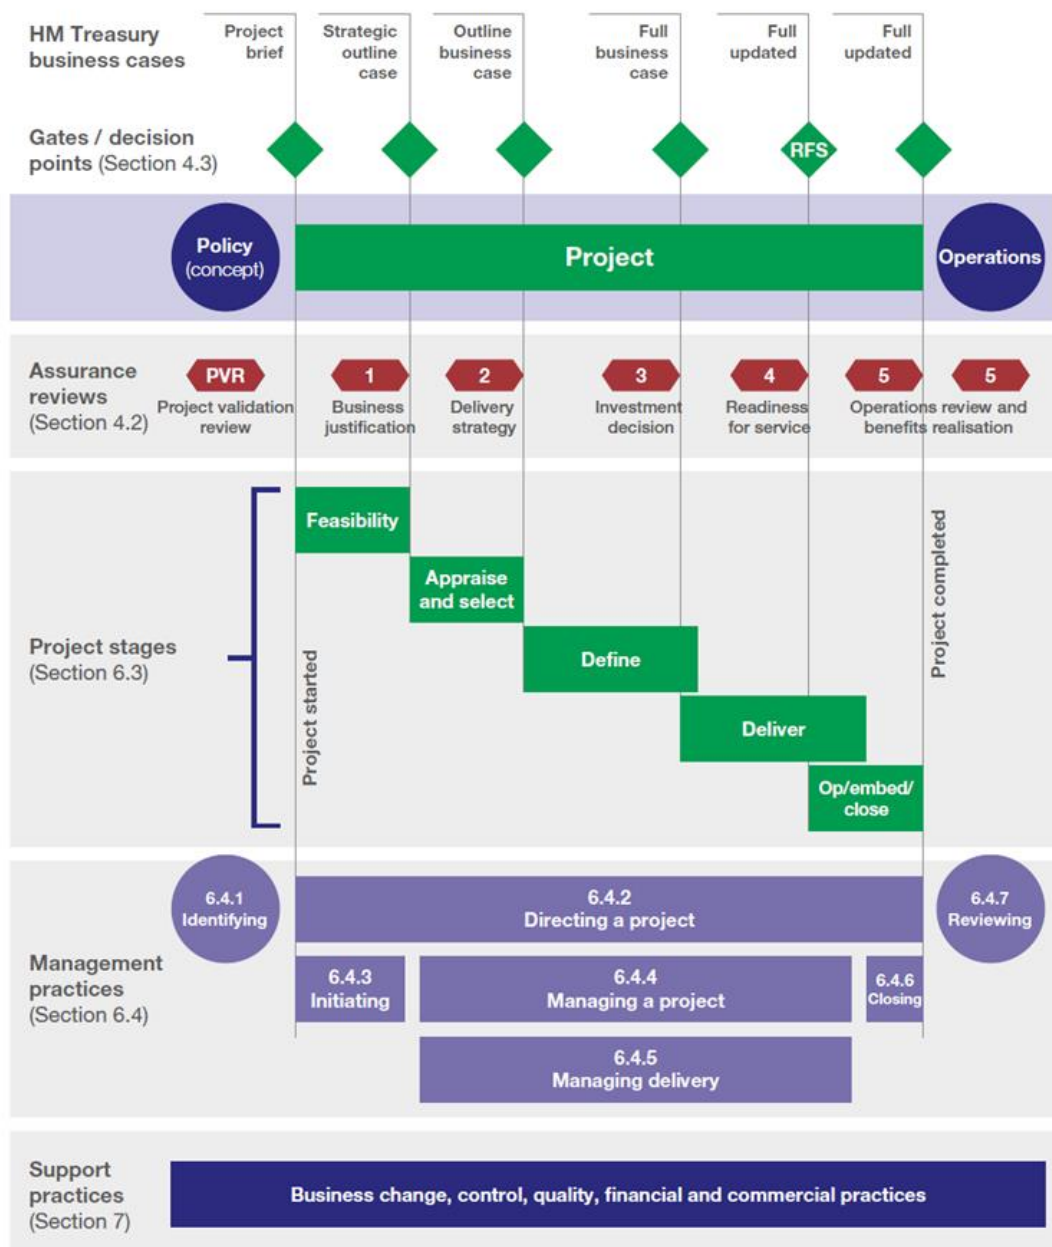 HM Treasury
business cases
Project
brief
Strategic
outline
case
Outline
business
case
Full
business
case
Full
updated
Full
updated
Gates / decision
points (Section 4.3)
RFS
Policy
(concept)
Project
Operations
Assurance
reviews
(Section 4.2)
PVR
Project validation
review
1
Business
justification
2
Delivery
strategy
3
Investment
decision
4
Readiness
for service
5
5
Operations review and
benefits realisation
Project stages
(Section 6.3)
Project started
Feasibility
Appraise
and select
Define
Deliver
Op/embed/
close
Project completed
Management
practices
(Section 6.4)
6.4.1
Identifying
6.4.2
Directing a project
6.4.7
Reviewing
6.4.3
Initiating
6.4.4
Managing a project
6.4.6
Closing
6.4.5
Managing delivery
Support
practices
(Section 7)
Business change, control, quality, financial and commercial practices